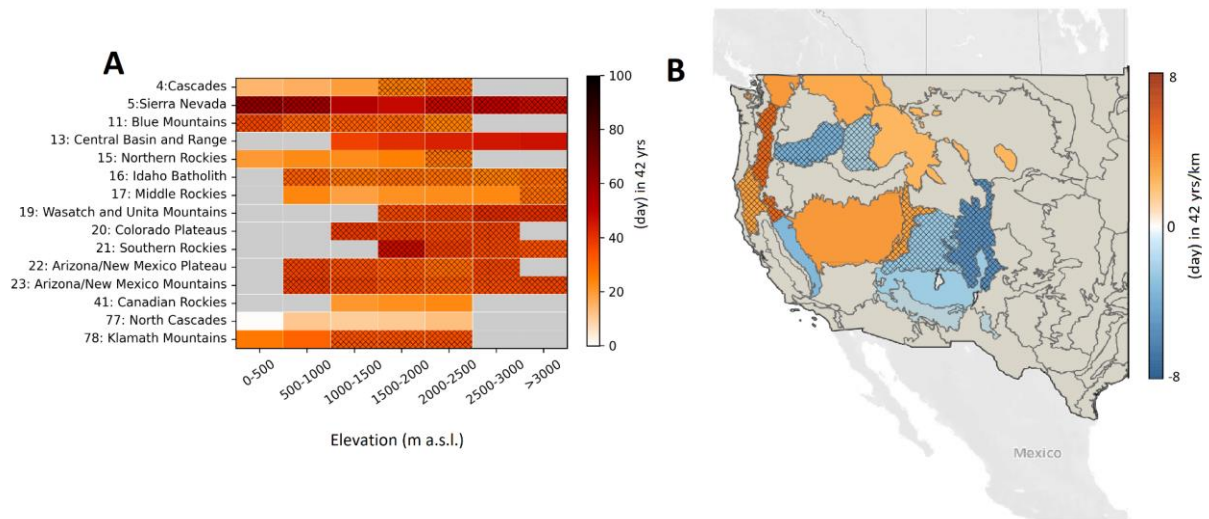 A
4:Cascades
5:Sierra Nevada
11: Blue Mountains
13: Central Basin and Range
15: Northern Rockies
16: Idaho Batholith
17: Middle Rockies
19: Wasatch and Unita Mountains
20: Colorado Plateaus
21: Southern Rockies
22: Arizona/New Mexico Plateau
23: Arizona/New Mexico Mountains
41: Canadian Rockies
77: North Cascades
78: Klamath Mountains
0-500
500-1000
1000-1500
1500-2000
2000-2500
2500-3000
>3000
Elevation (m a.s.l.)
100
80
60
40
20
0
(day) in 42 yrs
B
8
0
-8
(day) in 42 yrs/km
Mexico